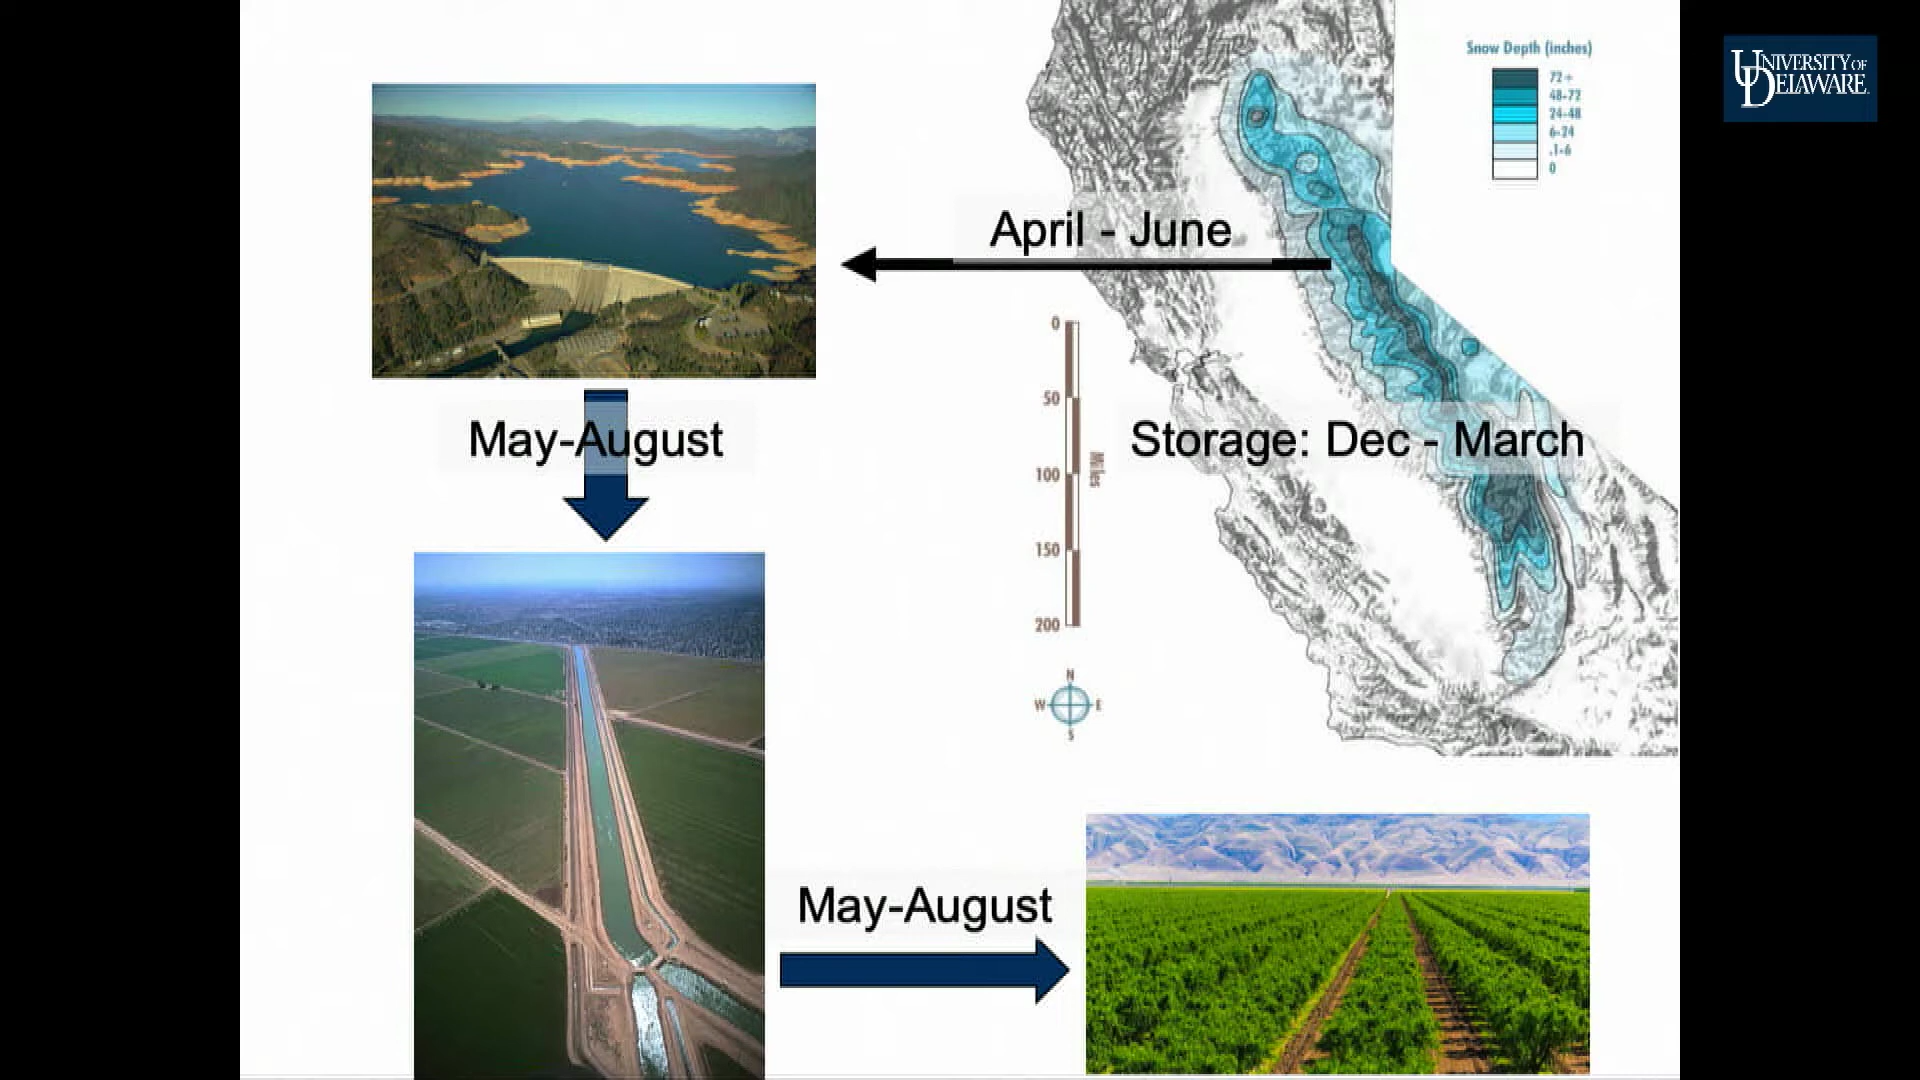 Snow Depth (inches)
72+
48-72
24-48
6-24
.1-6
0
UNIVERSITY OF
DELAWARE
April - June
0
50
100
150
200
Miles
May-August
Storage: Dec - March
N
W
E
S
May-August